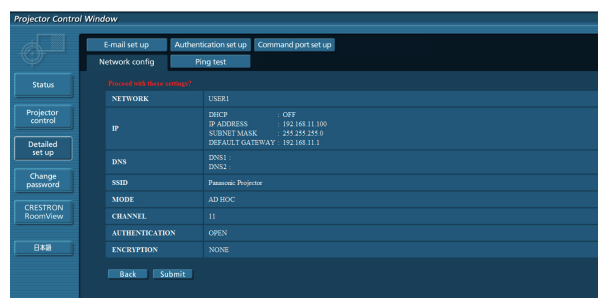 Projector Control Window
E-mail set up Authentication set up Command port set up
Network config Ping test
Status
Projector control
Detailed set up
Change password
CRESTRON RoomView
日本語
Proceed with these settings?
NETWORK USER1
IP
DHCP : OFF
IP ADDRESS : 192.168.11.100
SUBNET MASK : 255.255.255.0
DEFAULT GATEWAY : 192.168.11.1
DNS
DNS1 :
DNS2 :
SSID Panasonic Projector
MODE AD HOC
CHANNEL 11
AUTHENTICATION OPEN
ENCRYPTION NONE
Back Submit